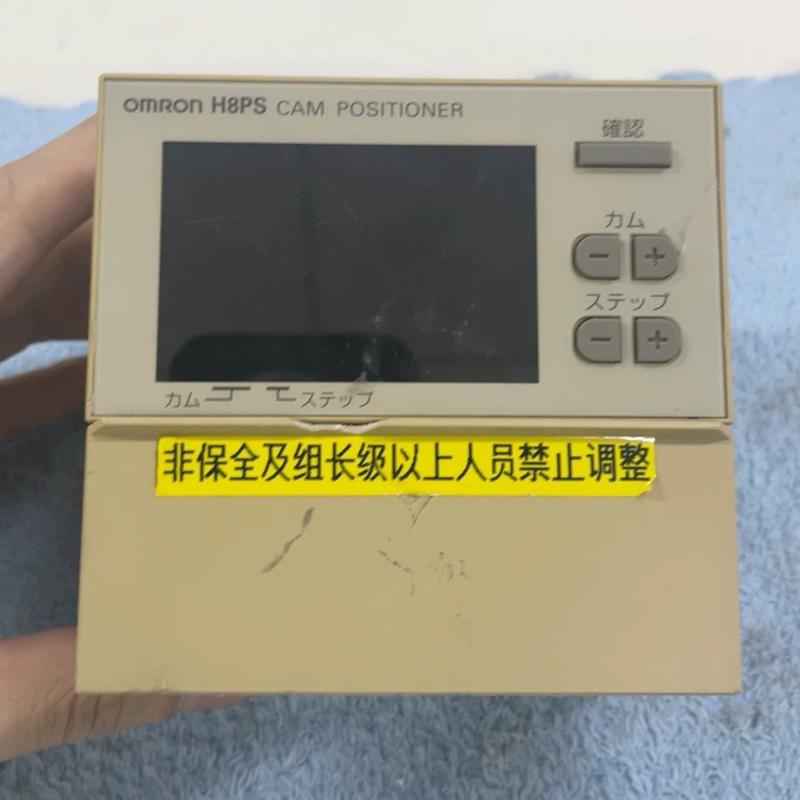 OMRON H8PS CAM POSITIONER
確認
カム
− +
ステップ
− +
カム ステップ
非保全及组长级以上人员禁止调整